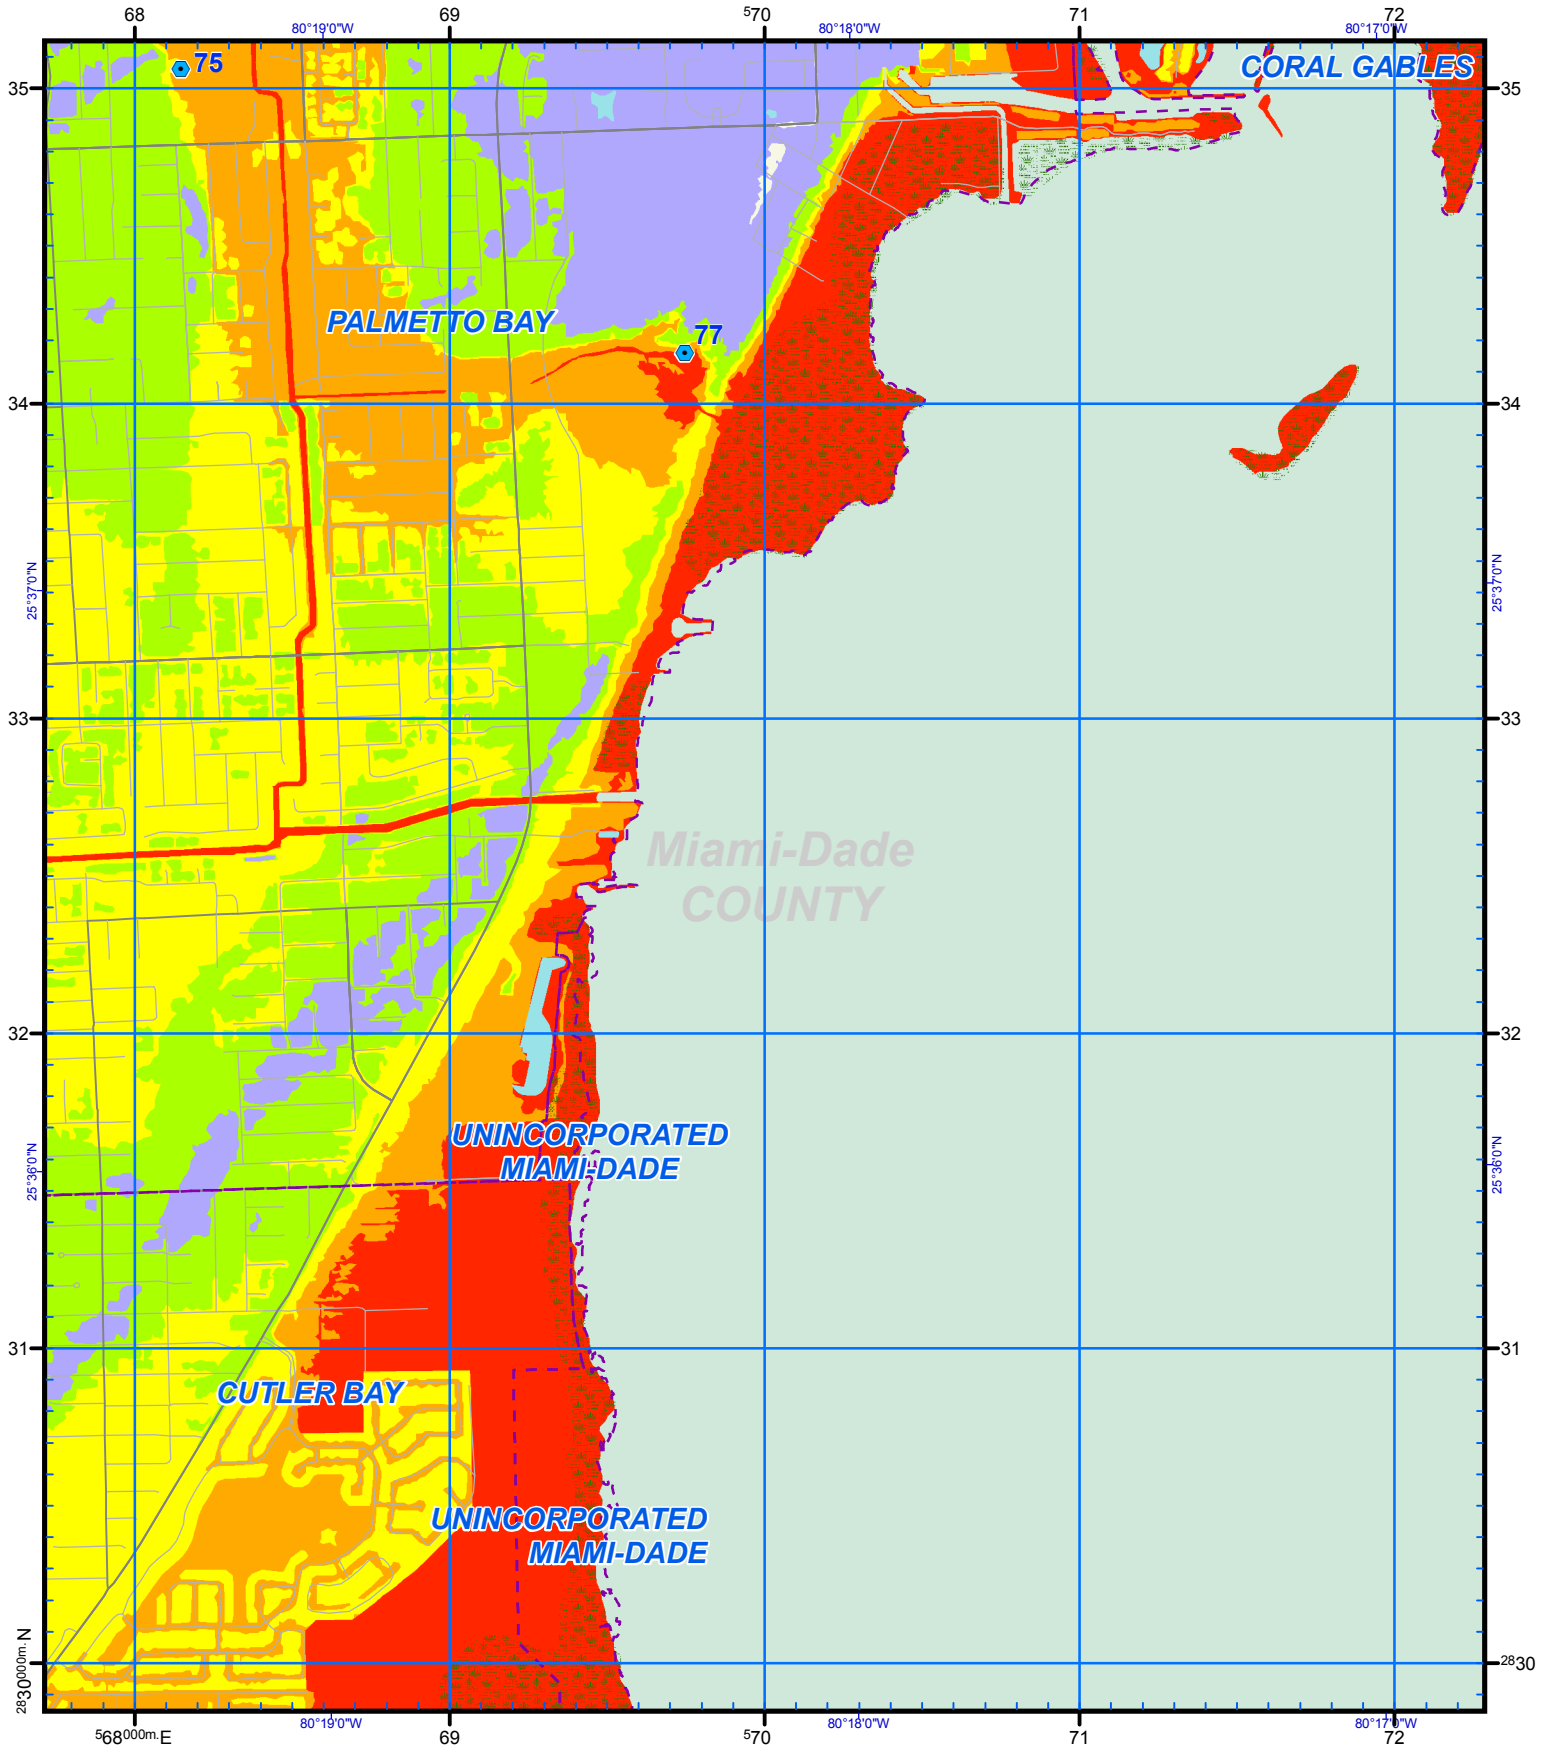 68 69 570 71 72
80°19'0"W 80°18'0"W 80°17'0"W
75
CORAL GABLES
35 35
PALMETTO BAY
77
34 34
25°37'0"N 25°37'0"N
33 33
Miami-Dade
COUNTY
32 32
UNINCORPORATED
MIAMI-DADE
25°36'0"N 25°36'0"N
31 31
CUTLER BAY
UNINCORPORATED
MIAMI-DADE
2830000m. N 2830
80°19'0"W 80°18'0"W 80°17'0"W
568000m. E 69 570 71 72